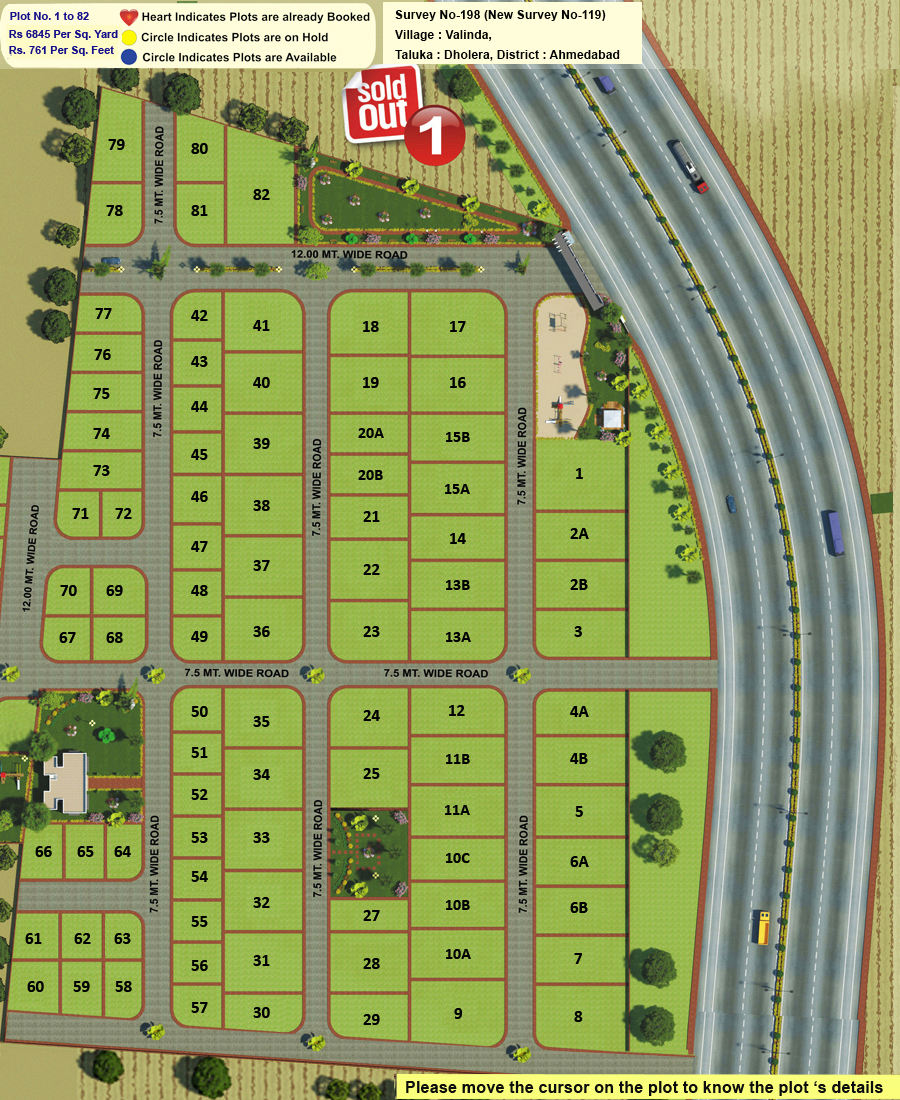 Plot No. 1 to 82
Rs 6845 Per Sq. Yard
Rs. 761 Per Sq. Feet
Heart Indicates Plots are already Booked
Circle Indicates Plots are on Hold
Circle Indicates Plots are Available
Survey No-198 (New Survey No-119)
Village : Valinda,
Taluka : Dholera, District : Ahmedabad
sold
out
1
79
80
82
78
81
7.5 MT. WIDE ROAD
12.00 MT. WIDE ROAD
77
76
75
74
73
71 72
70 69
67 68
12.00 MT. WIDE ROAD
7.5 MT. WIDE ROAD
42
43
44
45
46
47
48
49
41
40
39
38
37
36
7.5 MT. WIDE ROAD
18
19
20A
20B
21
22
23
17
16
15B
15A
14
13B
13A
7.5 MT. WIDE ROAD
1
2A
2B
3
7.5 MT. WIDE ROAD
7.5 MT. WIDE ROAD
66 65 64
61 62 63
60 59 58
7.5 MT. WIDE ROAD
50
51
52
53
54
55
56
57
35
34
33
32
31
30
7.5 MT. WIDE ROAD
24
25
27
28
29
12
11B
11A
10C
10B
10A
9
7.5 MT. WIDE ROAD
4A
4B
5
6A
6B
7
8
Please move the cursor on the plot to know the plot ‘s details